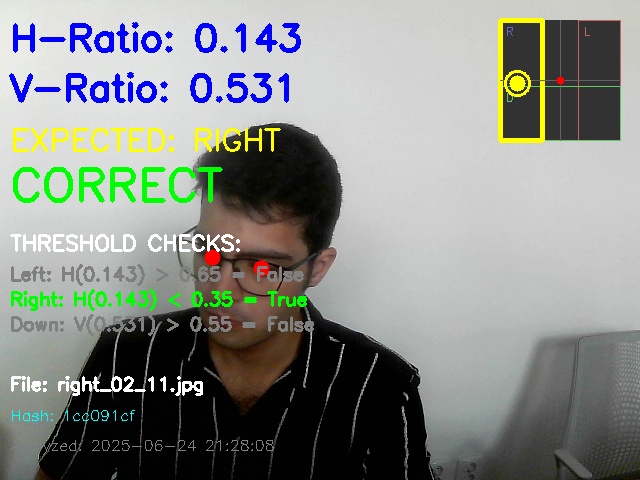 H-Ratio: 0.143
V-Ratio: 0.531
EXPECTED: RIGHT
CORRECT
THRESHOLD CHECKS:
Left: H(0.143) > 0.65 = False
Right: H(0.143) < 0.35 = True
Down: V(0.531) > 0.55 = False
File: right_02_11.jpg
Hash: 1cc091cf
yzed: 2025-06-24 21:28:08
R
L
D